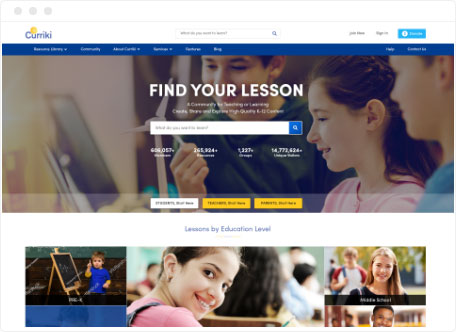 Curriki
What do you want to learn?
Join Now
Sign In
Donate
Resource Library
Community
About Curriki
Services
Features
Blog
Help
Contact Us
FIND YOUR LESSON
A Community for Teaching or Learning
Create, Share and Explore High Quality K-12 Content
What do you want to learn?
265,924+
1,227+
14,772,624+
Members
Resources
Groups
Unique Visitors
STUDENTS, Start Here
TEACHERS, Start Here
PARENTS, Start Here
Lessons by Education Level
PRE-K
Middle School